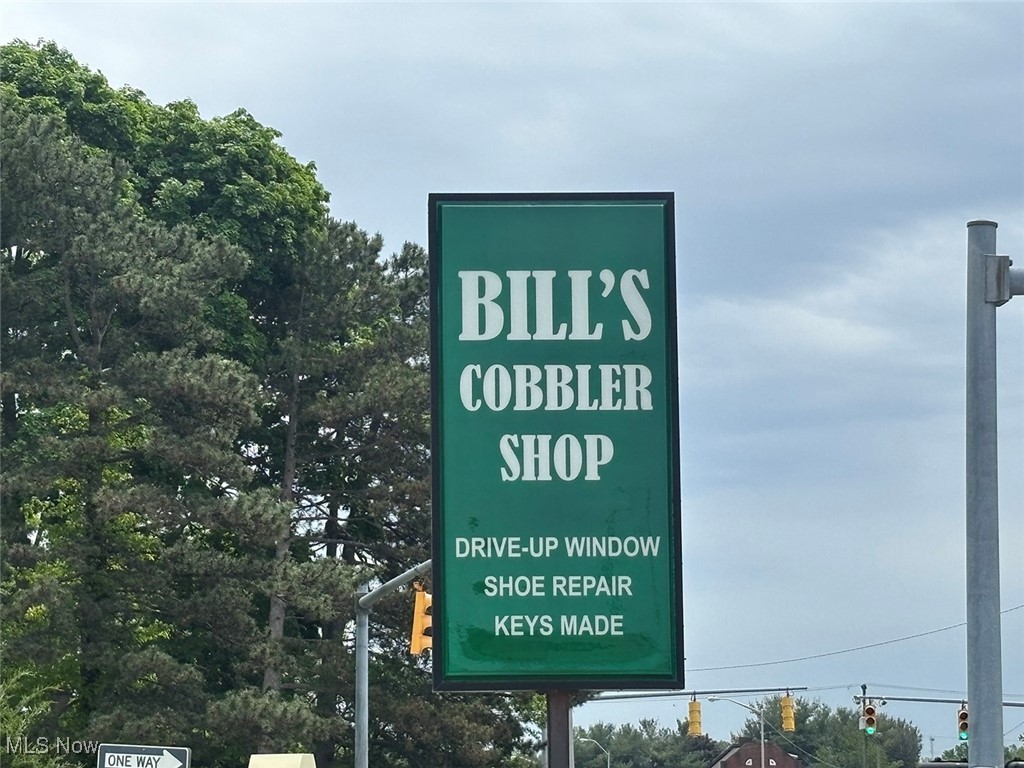 BILL'S
COBBLER
SHOP
DRIVE-UP WINDOW
SHOE REPAIR
KEYS MADE
MLS Now
ONE WAY